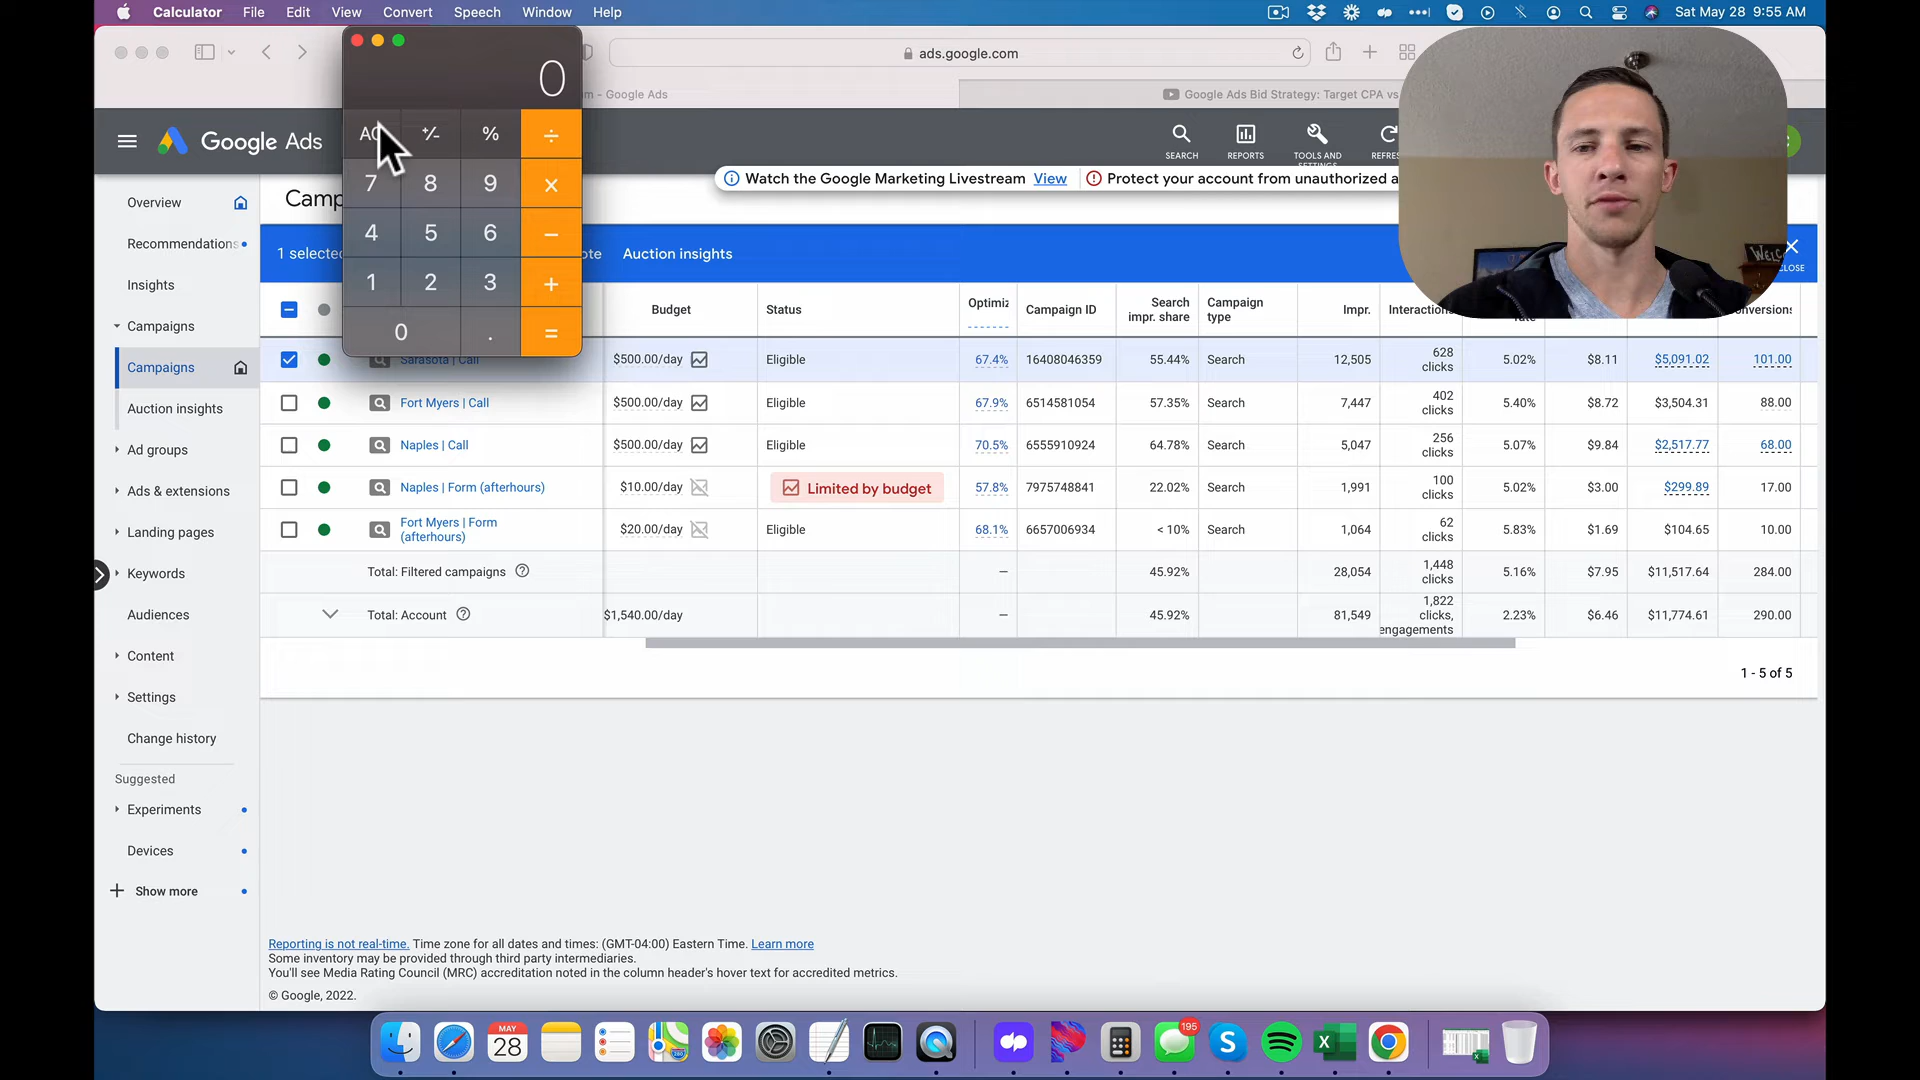 Calculator File Edit View Convert Speech Window Help
Sat May 28 9:55 AM
ads.google.com
0
- Google Ads
Google Ads Bid Strategy: Target CPA vs
AC +/- % ÷
7 8 9 x
4 5 6 −
1 2 3 +
0 . =
Google Ads
SEARCH
REPORTS
TOOLS AND
SETTINGS
Watch the Google Marketing Livestream View
Protect your account from unauthorized a
1 selected
Auction insights
CLOSE
WELC
Overview
Recommendations
Insights
Campaigns
Campaigns
Auction insights
Ad groups
Ads & extensions
Landing pages
Keywords
Audiences
Content
Settings
Change history
Suggested
Experiments
Devices
Show more
Budget Status Campaign ID Search impr. share Campaign type Impr.
Sarasota | Call $500.00/day Eligible 67.4% 16408046359 55.44% Search 12,505 628 clicks 5.02% $8.11 $5,091.02 101.00
Fort Myers | Call $500.00/day Eligible 67.9% 6514581054 57.35% Search 7,447 402 clicks 5.40% $8.72 $3,504.31 88.00
Naples | Call $500.00/day Eligible 70.5% 6555910924 64.78% Search 5,047 256 clicks 5.07% $9.84 $2,517.77 68.00
Naples | Form (afterhours) $10.00/day Limited by budget 57.8% 7975748841 22.02% Search 1,991 100 clicks 5.02% $3.00 $299.89 17.00
Fort Myers | Form (afterhours) $20.00/day Eligible 68.1% 6657006934 < 10% Search 1,064 62 clicks 5.83% $1.69 $104.65 10.00
Total: Filtered campaigns — 45.92% 28,054 1,448 clicks 5.16% $7.95 $11,517.64 284.00
Total: Account $1,540.00/day — 45.92% 81,549 1,822 clicks, engagements 2.23% $6.46 $11,774.61 290.00
1 - 5 of 5
Reporting is not real-time. Time zone for all dates and times: (GMT-04:00) Eastern Time. Learn more
Some inventory may be provided through third party intermediaries.
You'll see Media Rating Council (MRC) accreditation noted in the column header's hover text for accredited metrics.
© Google, 2022.
MAY
28
195